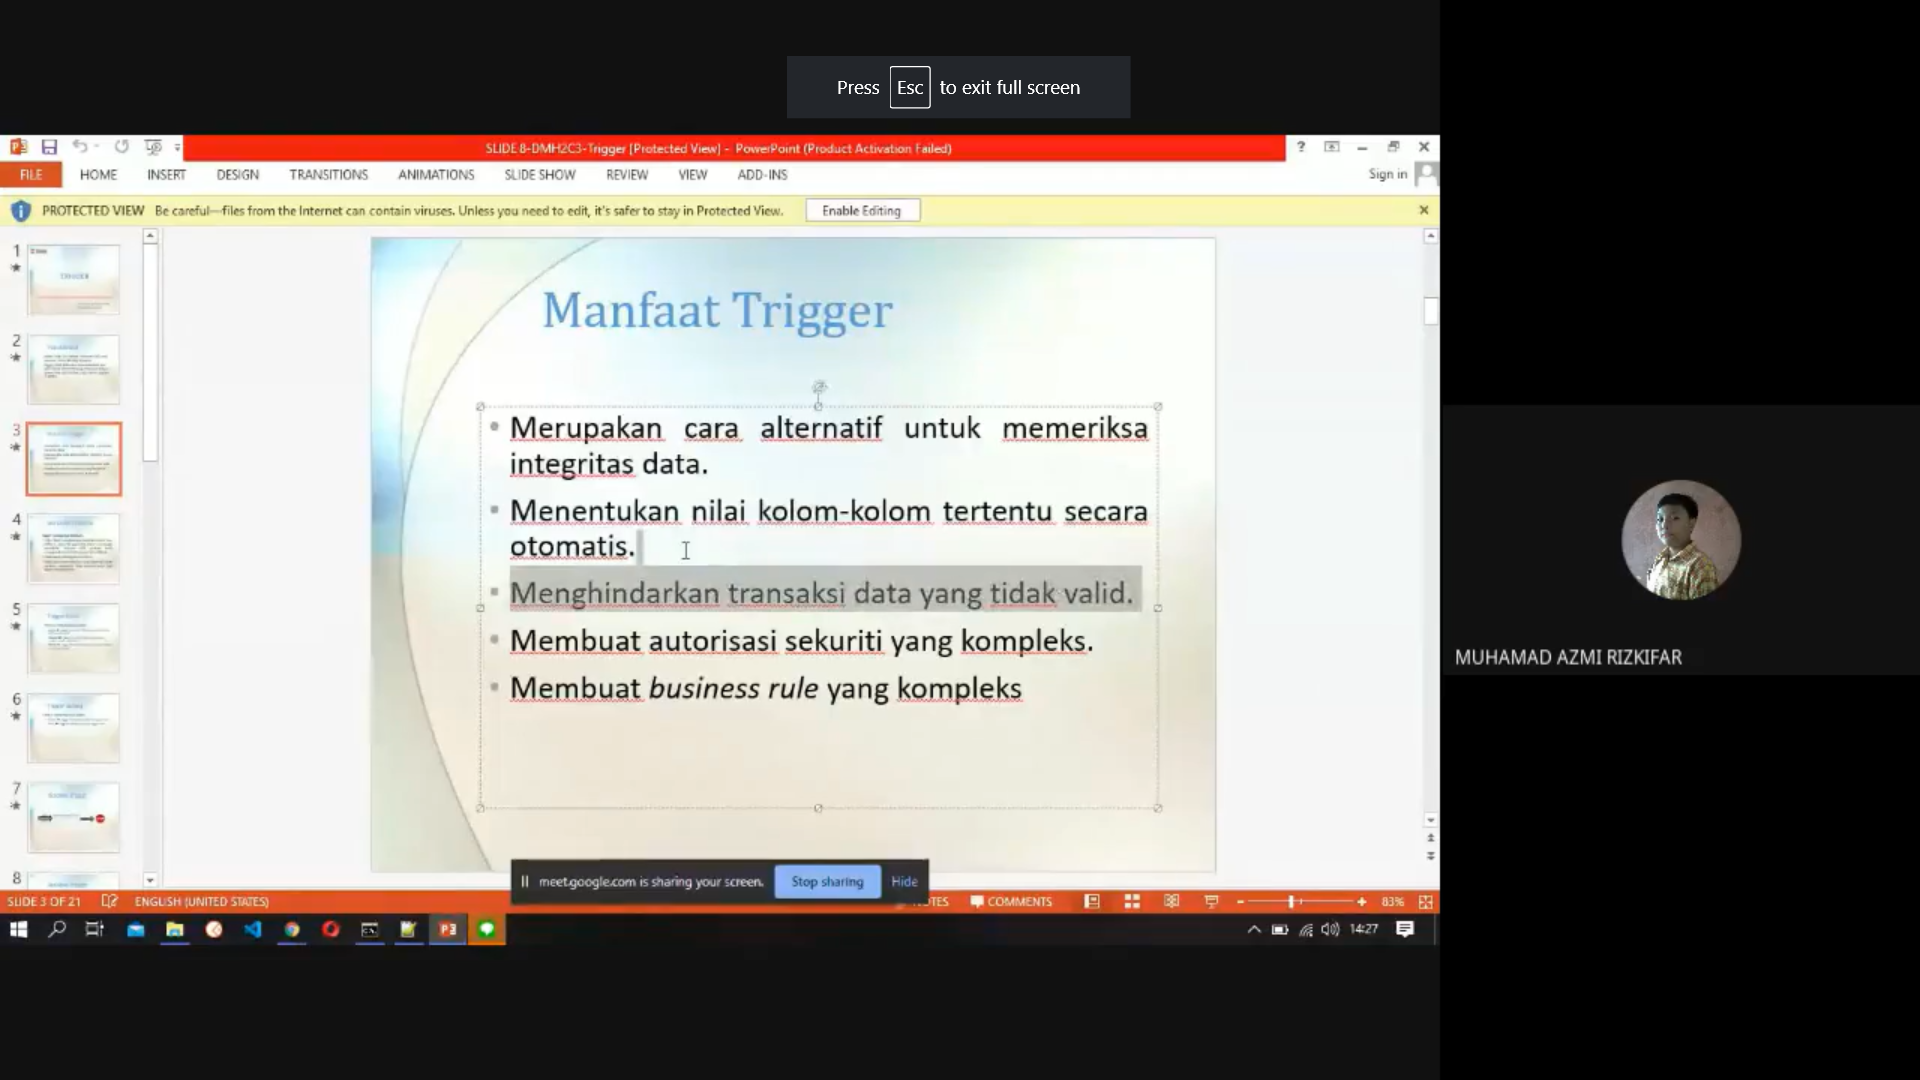 Press Esc to exit full screen
SLIDE 8-DMH2C3-Trigger [Protected View] - PowerPoint (Product Activation Failed)
FILE HOME INSERT DESIGN TRANSITIONS ANIMATIONS SLIDE SHOW REVIEW VIEW ADD-INS Sign in
PROTECTED VIEW Be careful—files from the Internet can contain viruses. Unless you need to edit, it's safer to stay in Protected View. Enable Editing
1
2
3
4
5
6
7
8
Manfaat Trigger
Merupakan cara alternatif untuk memeriksa
integritas data.
Menentukan nilai kolom-kolom tertentu secara
otomatis.
Menghindarkan transaksi data yang tidak valid.
Membuat autorisasi sekuriti yang kompleks.
Membuat business rule yang kompleks
MUHAMAD AZMI RIZKIFAR
meet.google.com is sharing your screen. Stop sharing Hide
SLIDE 3 OF 21 ENGLISH (UNITED STATES) COMMENTS 83%
14:27